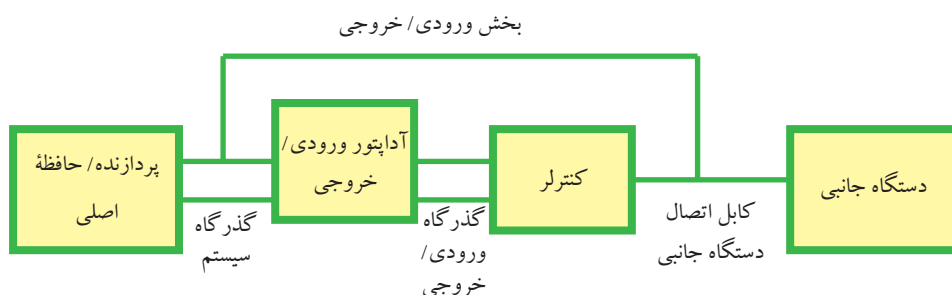 بخش ورودی/ خروجی
پردازنده/ حافظهٔ
اصلی
گذرگاه
سیستم
آداپتور ورودی/
خروجی
گذرگاه
ورودی/
خروجی
کنترلر
کابل اتصال
دستگاه جانبی
دستگاه جانبی